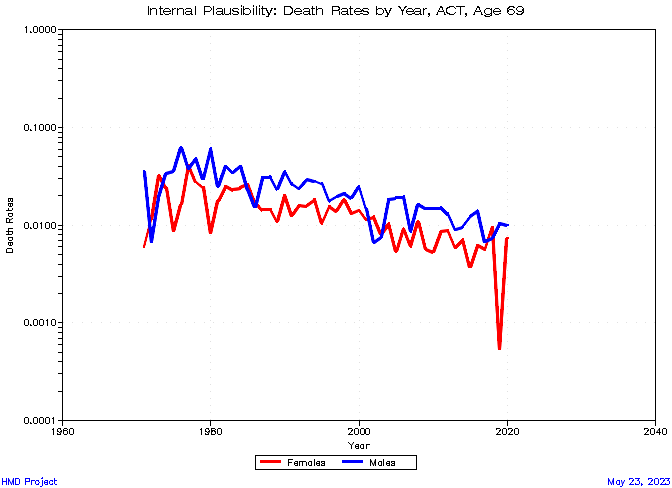 Internal Plausibility: Death Rates by Year, ACT, Age 69
1.0000
0.1000
0.0100
0.0010
0.0001
Death Rates
1960
1980
2000
2020
2040
Year
Females
Males
HMD Project
May 23, 2023